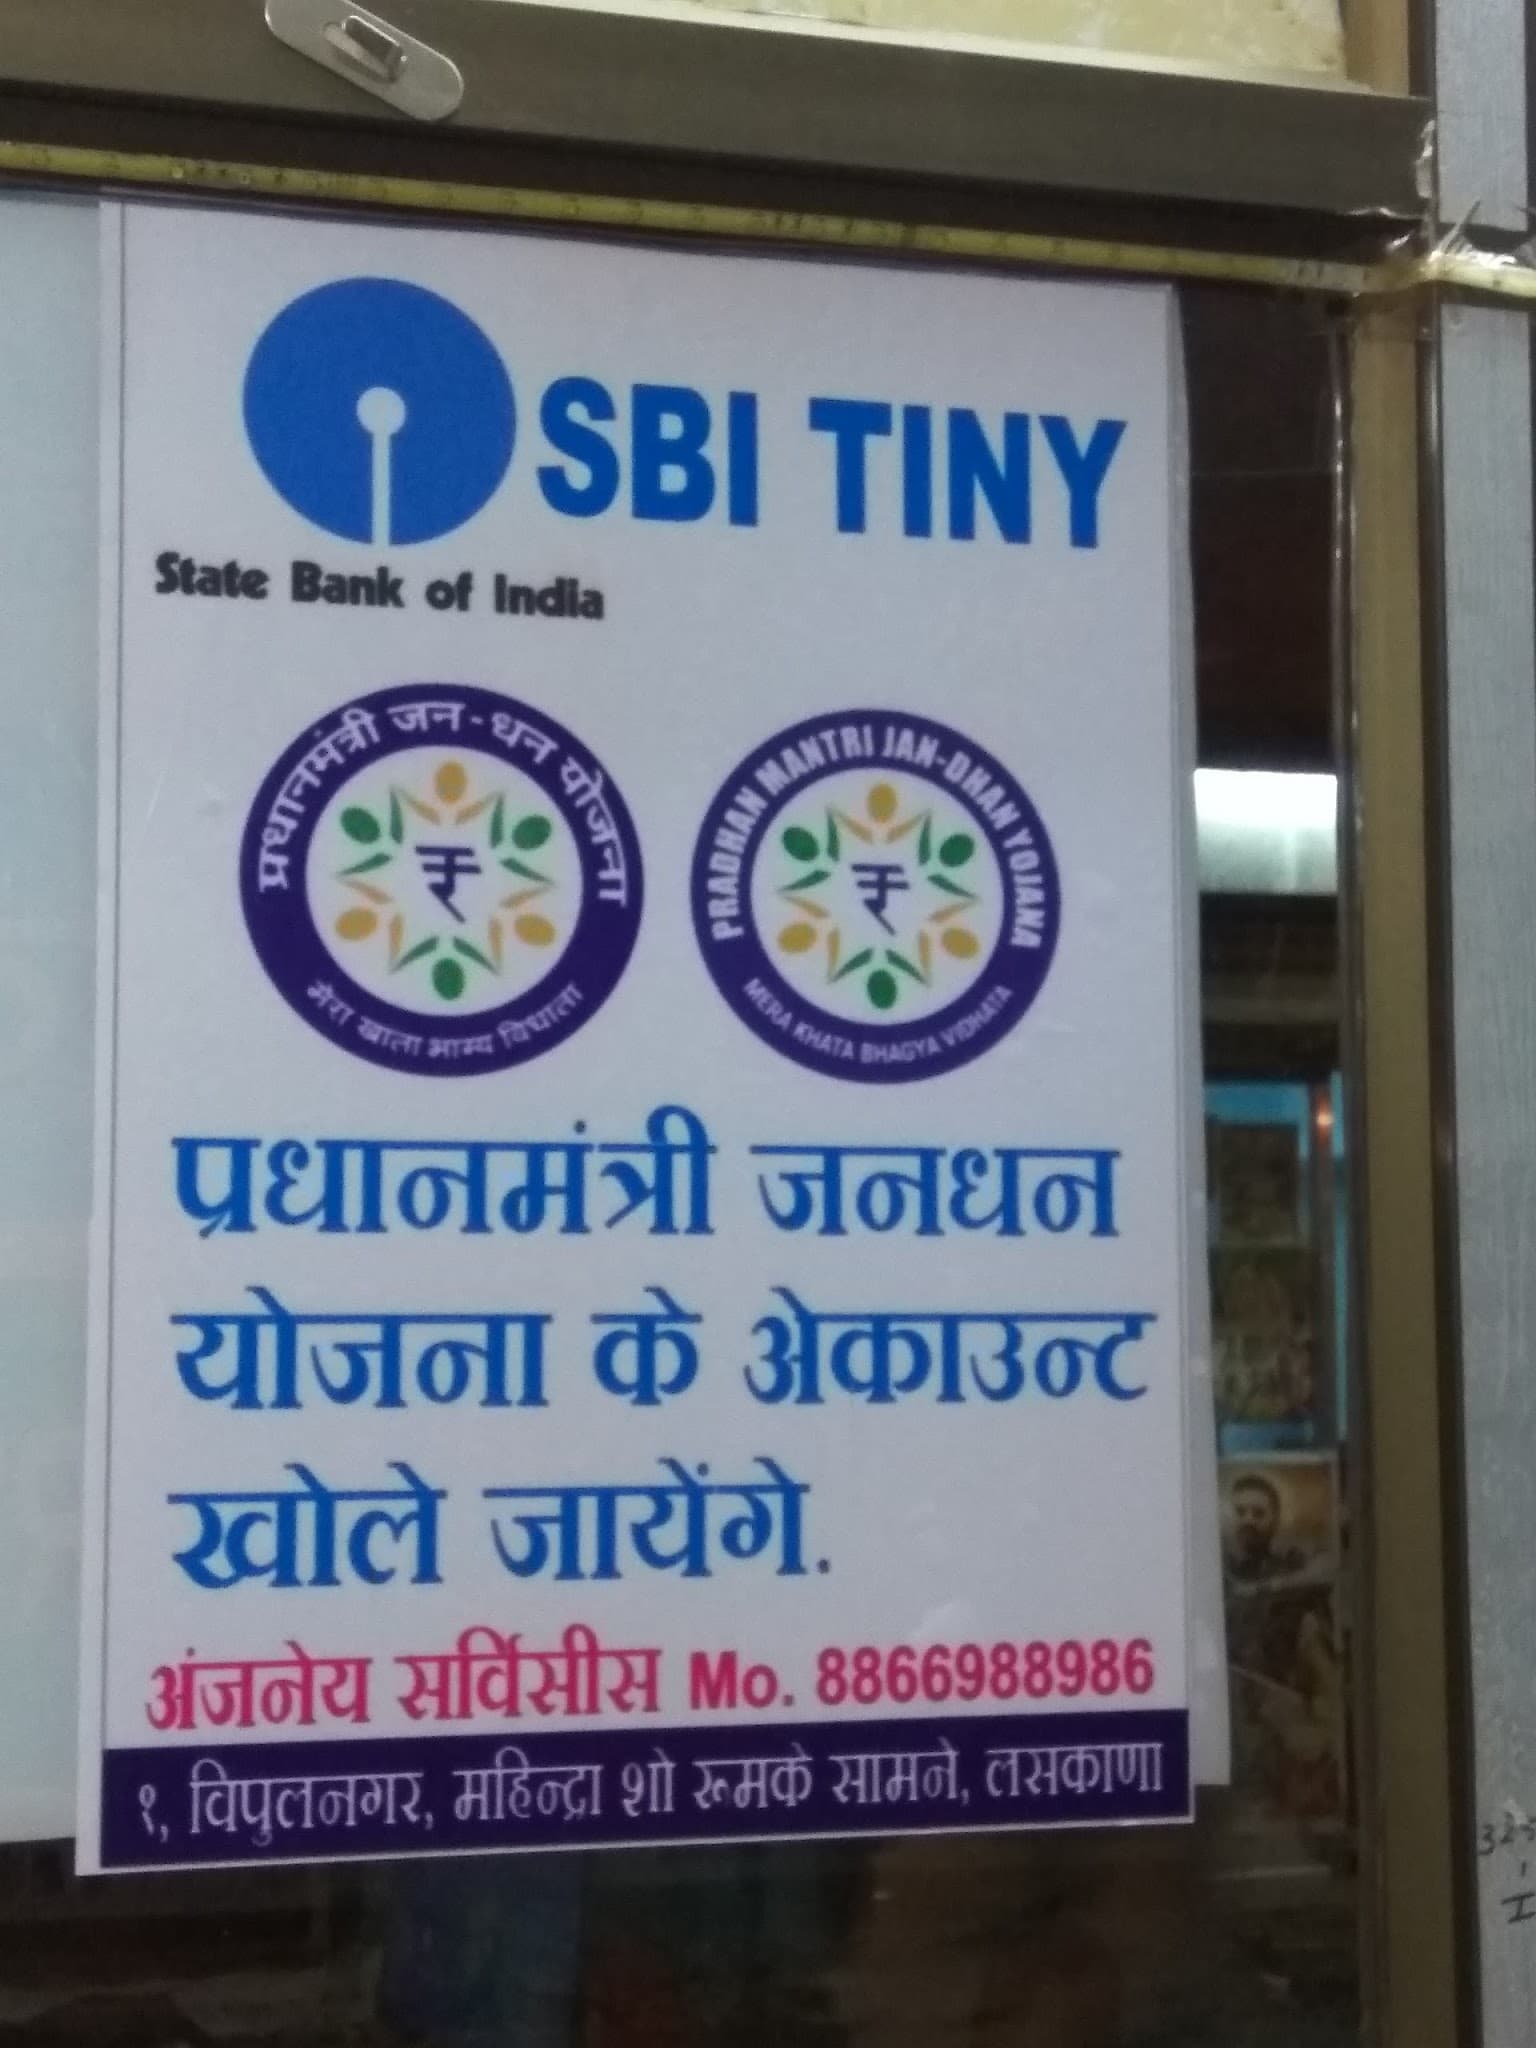 SBI TINY
State Bank of India
प्रधानमंत्री जन-धन योजना
मेरा खाता भाग्य विधाता
PRADHAN MANTRI JAN-DHAN YOJANA
MERA KHATA BHAGYA VIDHATA
प्रधानमंत्री जनधन
योजना के अेकाउन्ट
खोले जायेंगे.
अंजनेय सर्विसीस Mo. 8866988986
१, विपुलनगर, महिन्द्रा शो रूमके सामने, लसकाणा